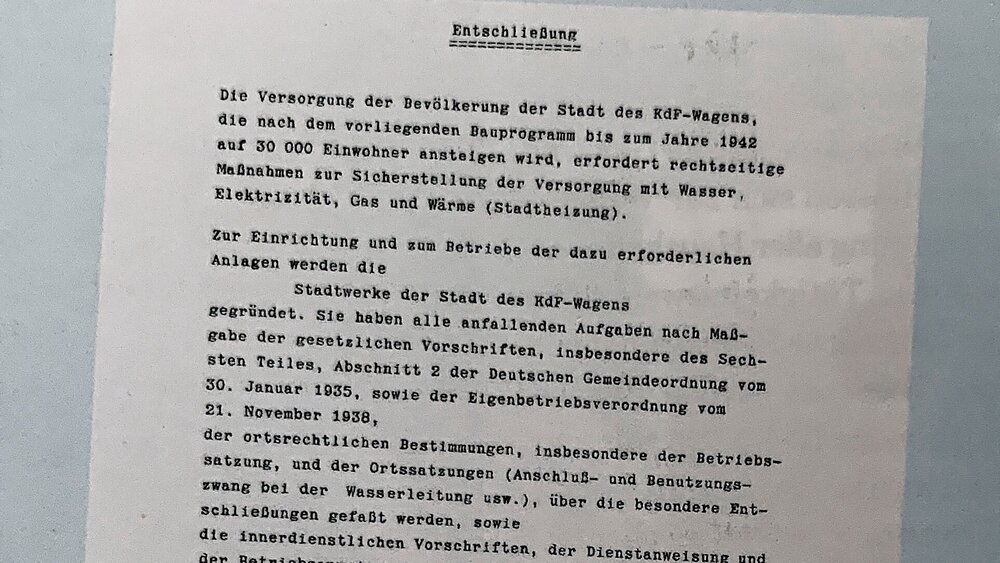 Entschließung
Die Versorgung der Bevölkerung der Stadt des KdF-Wagens,
die nach dem vorliegenden Bauprogramm bis zum Jahre 1942
auf 30 000 Einwohner ansteigen wird, erfordert rechtzeitige
Maßnahmen zur Sicherstellung der Versorgung mit Wasser,
Elektrizität, Gas und Wärme (Stadtheizung).
Zur Einrichtung und zum Betriebe der dazu erforderlichen
Anlagen werden die
Stadtwerke der Stadt des KdF-Wagens
gegründet. Sie haben alle anfallenden Aufgaben nach Maß-
gabe der gesetzlichen Vorschriften, insbesondere des Sech-
sten Teiles, Abschnitt 2 der Deutschen Gemeindeordnung vom
30. Januar 1935, sowie der Eigenbetriebsverordnung vom
21. November 1938,
der ortsrechtlichen Bestimmungen, insbesondere der Betriebs-
satzung, und der Ortssatzungen (Anschluß- und Benutzungs-
zwang bei der Wasserleitung usw.), über die besondere Ent-
schließungen gefaßt werden, sowie
die innerdienstlichen Vorschriften, der Dienstanweisung und
der